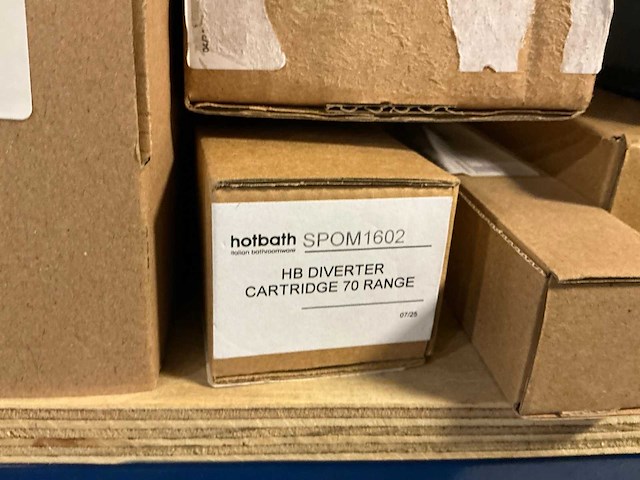 hotbath SPOM1602
italian bathroomware
HB DIVERTER
CARTRIDGE 70 RANGE
07/25